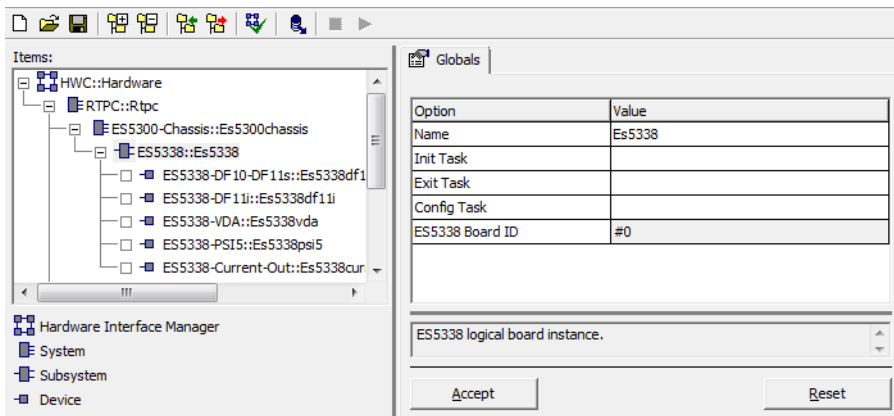 Items:
HWC::Hardware
RTPC::Rtpc
ES5300-Chassis::Es5300chassis
ES5338::Es5338
ES5338-DF10-DF11s::Es5338df1
ES5338-DF11i::Es5338df11i
ES5338-VDA::Es5338vda
ES5338-PSI5::Es5338psi5
ES5338-Current-Out::Es5338curr
Hardware Interface Manager
System
Subsystem
Device
Globals
Option Value
Name Es5338
Init Task
Exit Task
Config Task
ES5338 Board ID #0
ES5338 logical board instance.
Accept Reset